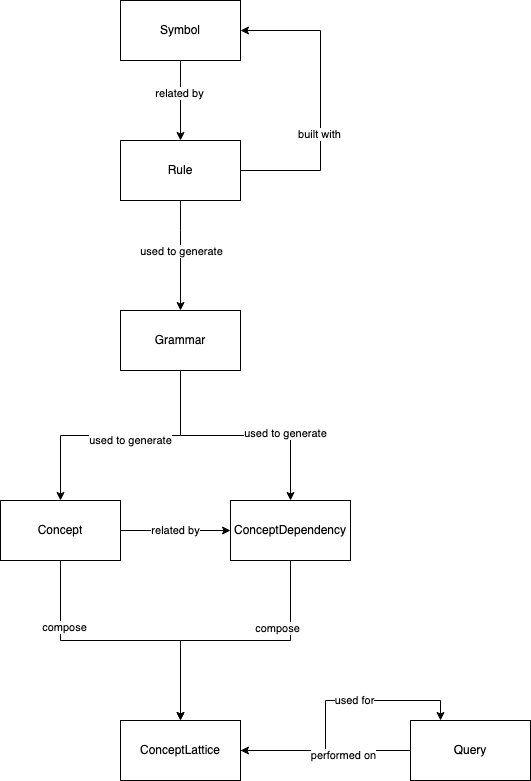 Symbol
related by
built with
Rule
used to generate
Grammar
used to generate
used to generate
Concept
related by
ConceptDependency
compose
compose
used for
ConceptLattice
performed on
Query